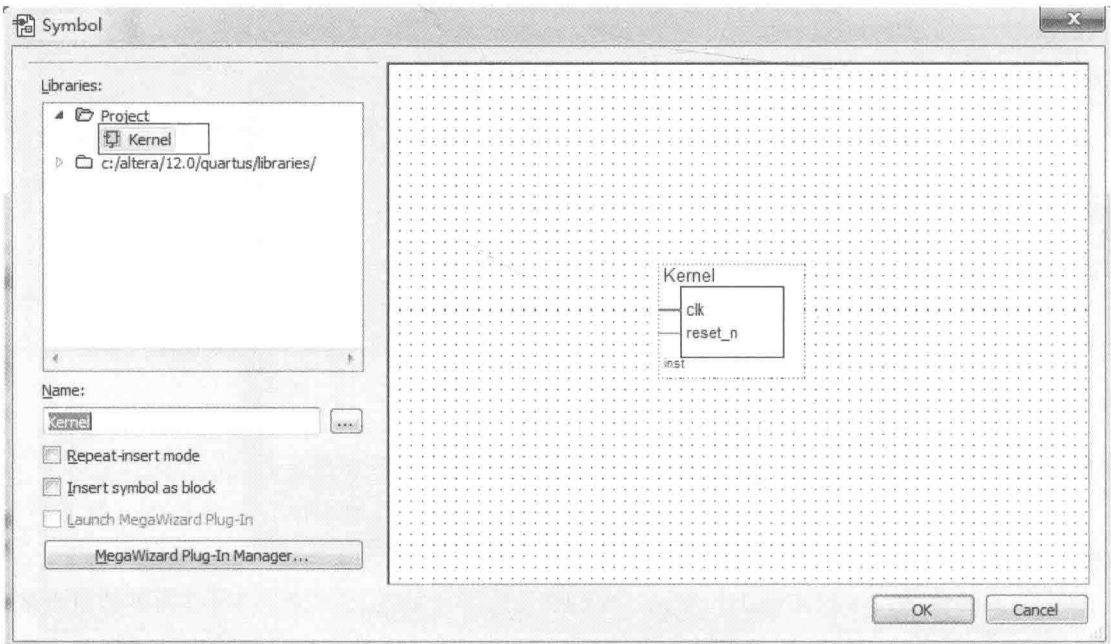 Symbol
Libraries:
Project
Kernel
c:/altera/12.0/quartus/libraries/
Name:
Kernel
...
Repeat-insert mode
Insert symbol as block
Launch MegaWizard Plug-In
MegaWizard Plug-In Manager...
Kernel
clk
reset_n
inst
OK
Cancel